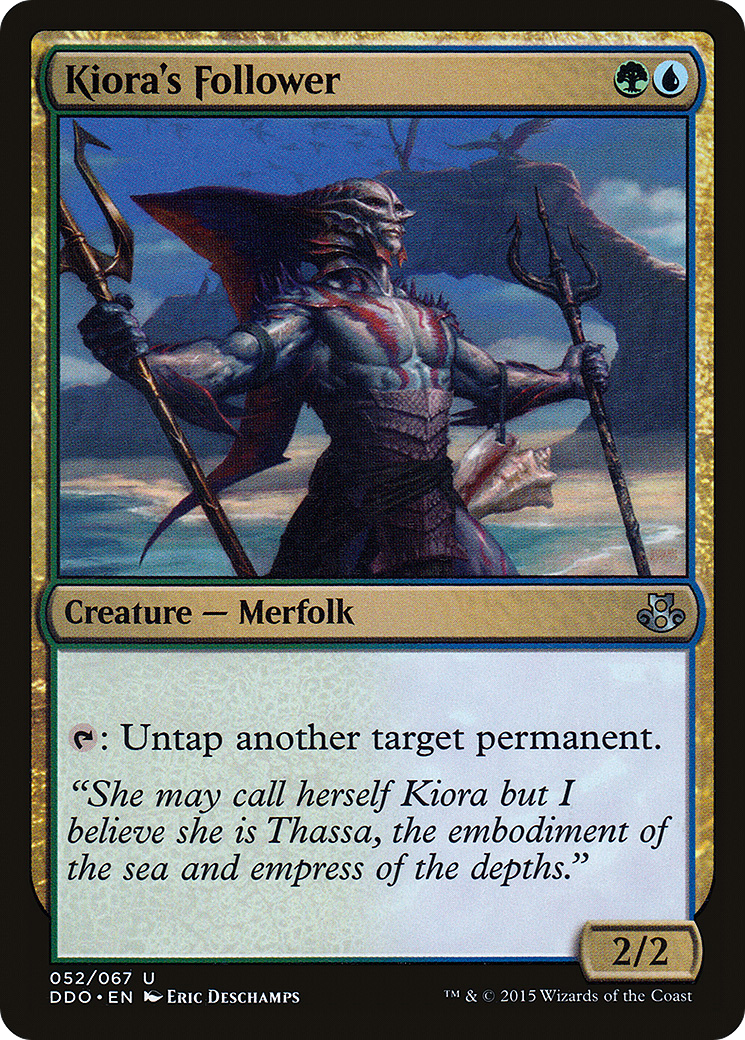 Kiora's Follower
Creature — Merfolk
: Untap another target permanent.
“She may call herself Kiora but I
believe she is Thassa, the embodiment of
the sea and empress of the depths.”
2/2
052/067 U
DDO • EN Eric Deschamps
™ & © 2015 Wizards of the Coast